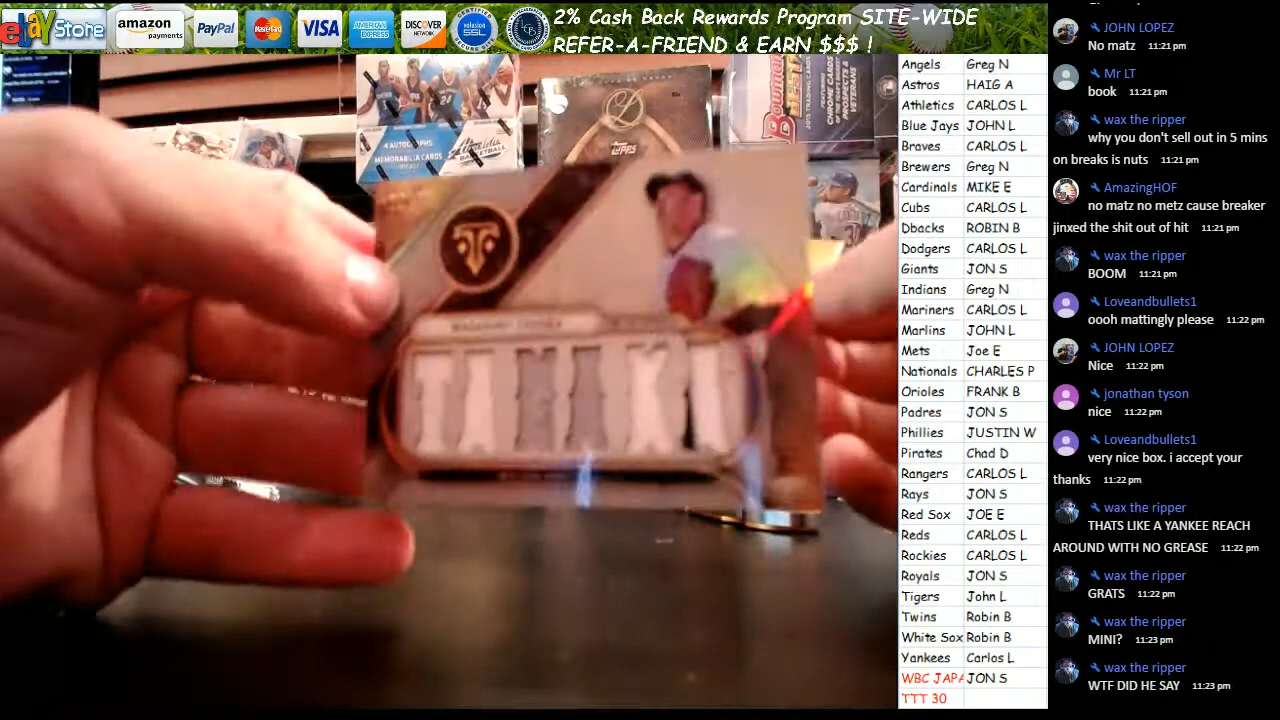 ebay Store
amazon
payments
PayPal
MasterCard
VISA
AMERICAN
EXPRESS
DISCOVER
NETWORK
CERTIFIED
volusion
SSL
2% Cash Back Rewards Program SITE-WIDE
REFER-A-FRIEND & EARN $$$ !
24
4 AUTOGRAPHS
MEMORABILIA CARDS
BASKETBALL
TOPPS
Bowman
Angels Greg N
Astros HAIG A
Athletics CARLOS L
Blue Jays JOHN L
Braves CARLOS L
Brewers Greg N
Cardinals MIKE E
Cubs CARLOS L
Dbacks ROBIN B
Dodgers CARLOS L
Giants JON S
Indians Greg N
Mariners CARLOS L
Marlins JOHN L
Mets Joe E
Nationals CHARLES P
Orioles FRANK B
Padres JON S
Phillies JUSTIN W
Pirates Chad D
Rangers CARLOS L
Rays JON S
Red Sox JOE E
Reds CARLOS L
Rockies CARLOS L
Royals JON S
Tigers John L
Twins Robin B
White Sox Robin B
Yankees Carlos L
WBC JAPA JON S
TTT 30
JOHN LOPEZ
No matz 11:21 pm
Mr LT
book 11:21 pm
wax the ripper
why you don't sell out in 5 mins
on breaks is nuts 11:21 pm
AmazingHOF
no matz no metz cause breaker
jinxed the shit out of hit 11:21 pm
wax the ripper
BOOM 11:21 pm
Loveandbullets1
oooh mattingly please 11:22 pm
JOHN LOPEZ
Nice 11:22 pm
jonathan tyson
nice 11:22 pm
Loveandbullets1
very nice box. i accept your
thanks 11:22 pm
wax the ripper
THATS LIKE A YANKEE REACH
AROUND WITH NO GREASE 11:22 pm
wax the ripper
GRATS 11:22 pm
wax the ripper
MINI? 11:23 pm
wax the ripper
WTF DID HE SAY 11:23 pm